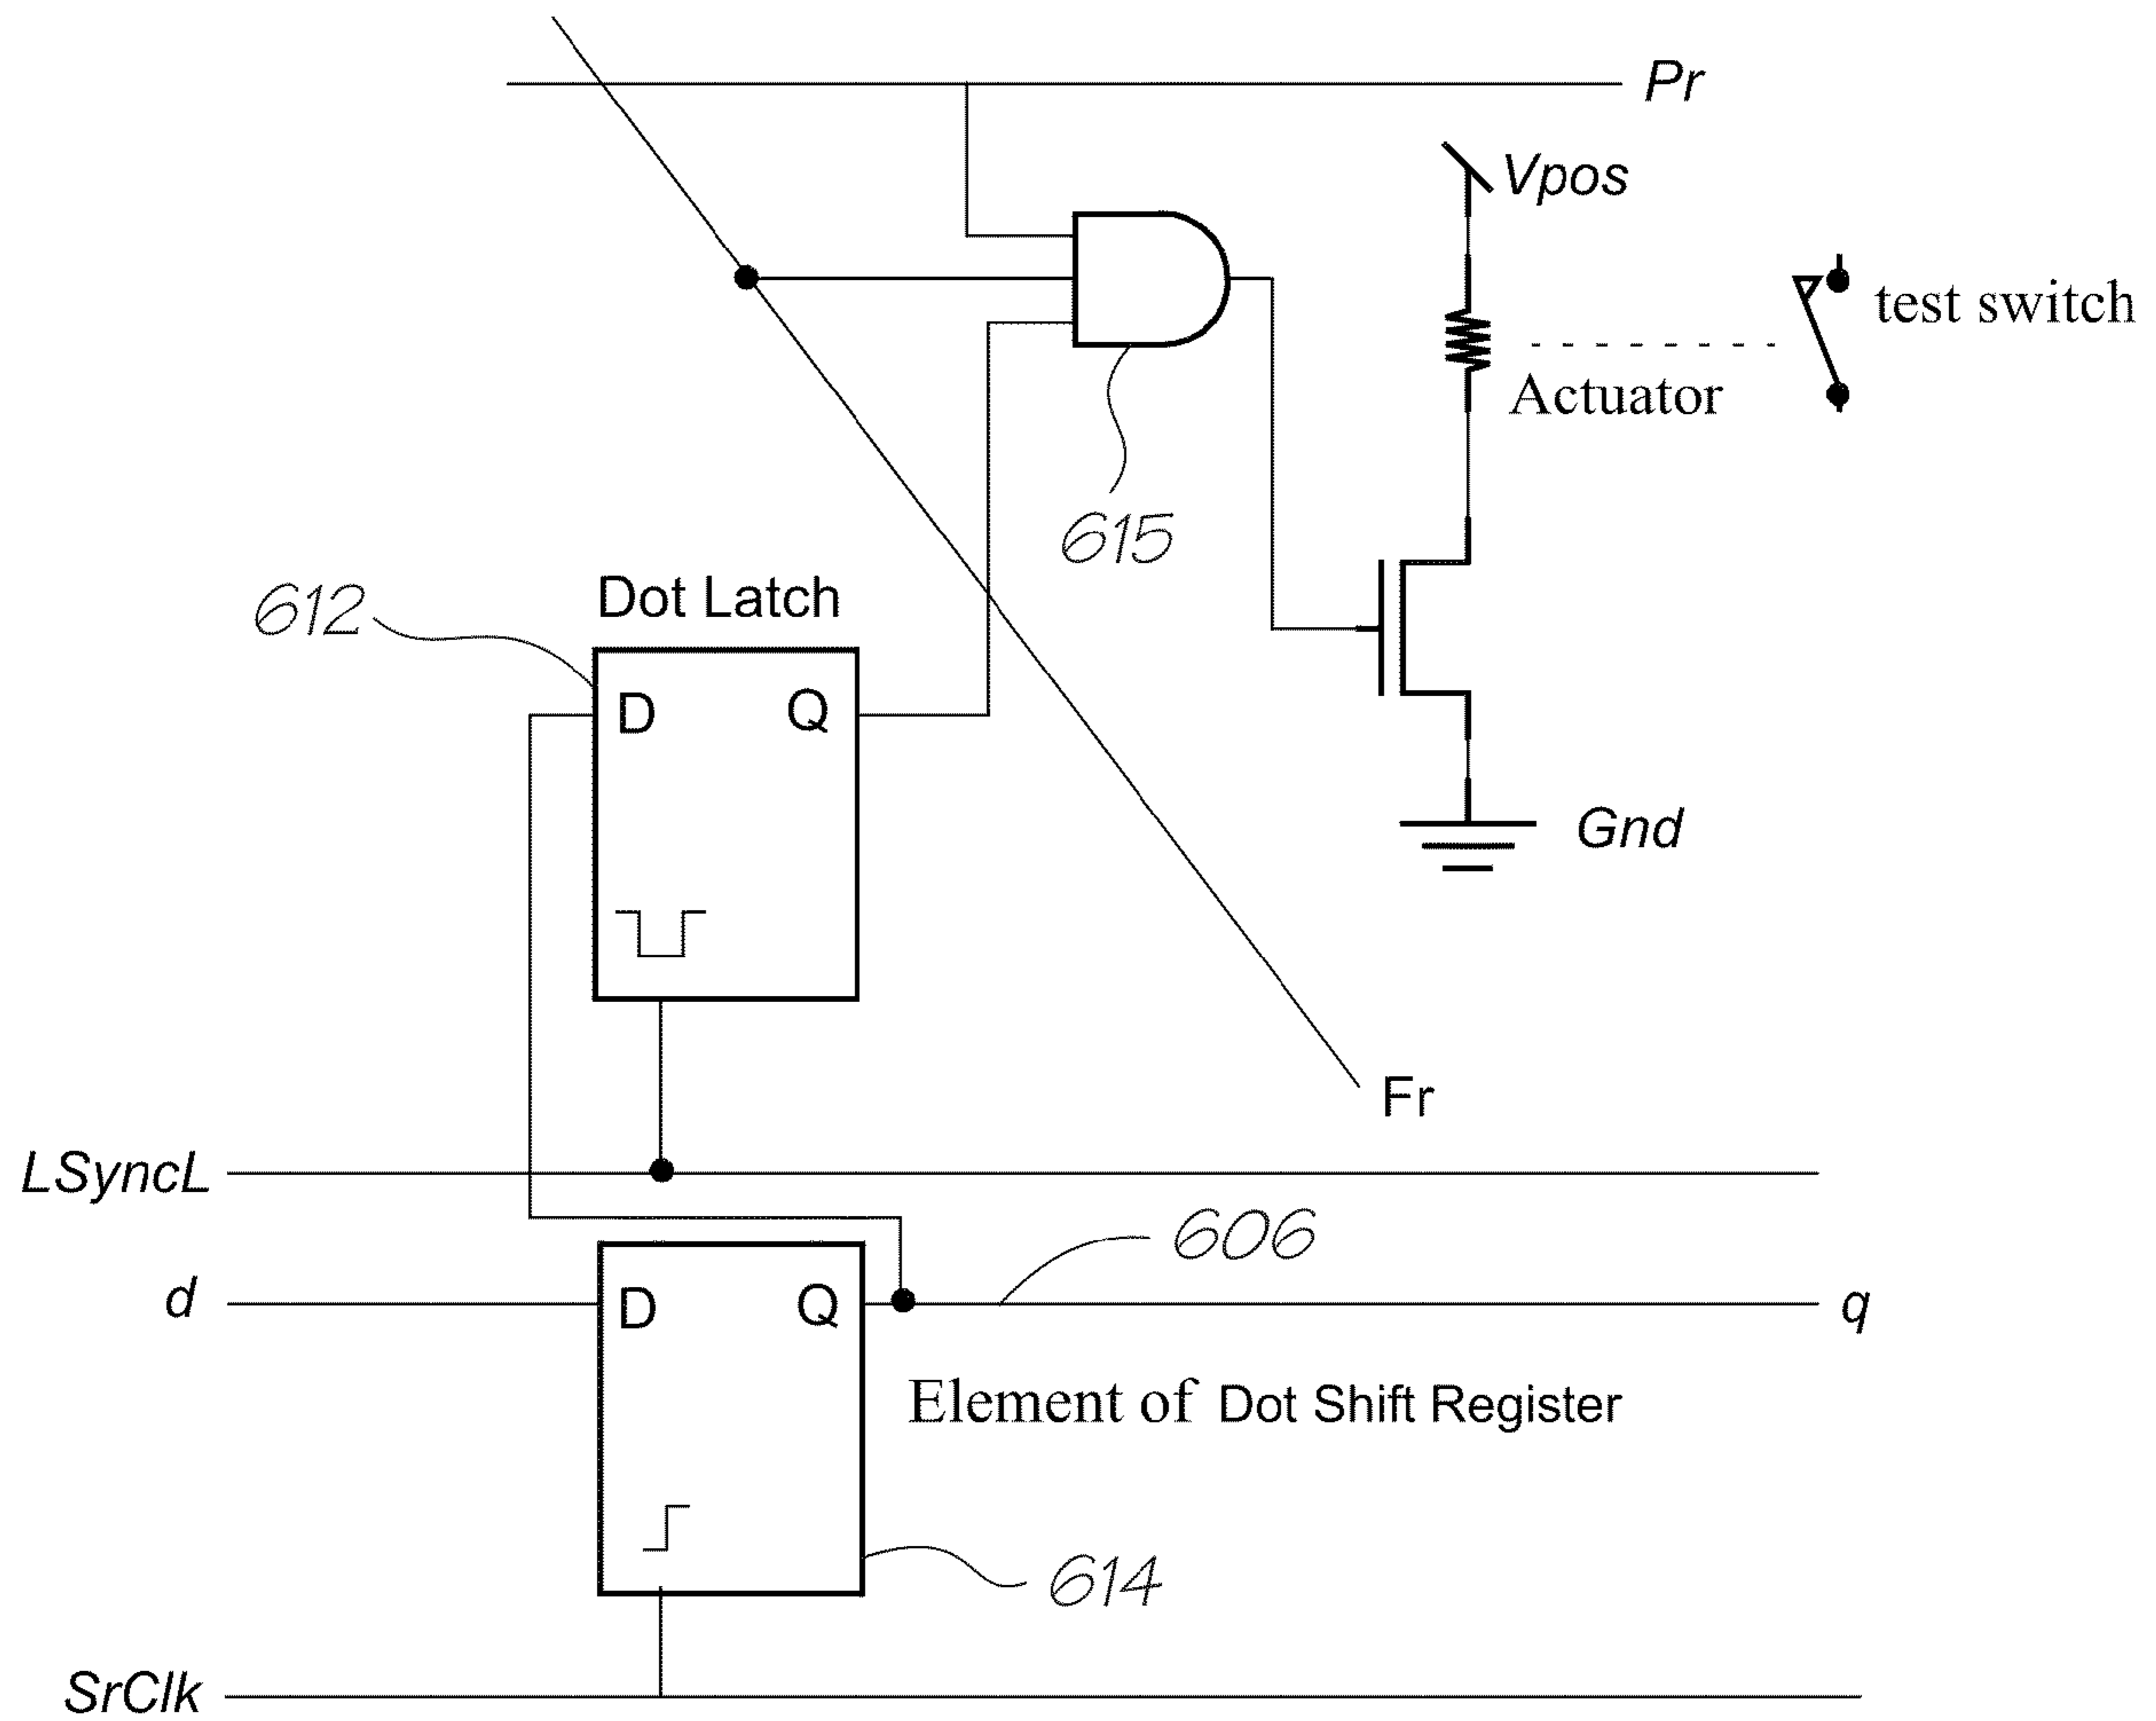 Pr
Vpos
test switch
Actuator
615
612
Dot Latch
D Q
Gnd
Fr
LSyncL
606
d
D Q
q
Element of Dot Shift Register
614
SrClk